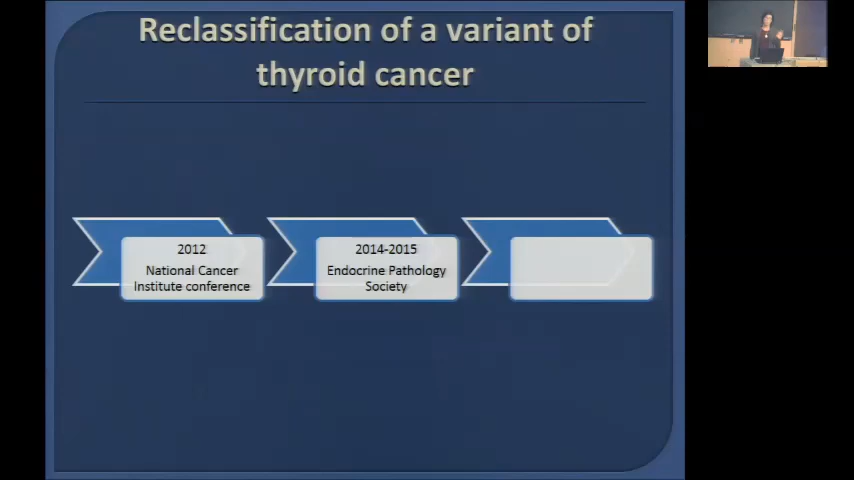 Reclassification of a variant of
thyroid cancer
2012
National Cancer
Institute conference
2014-2015
Endocrine Pathology
Society